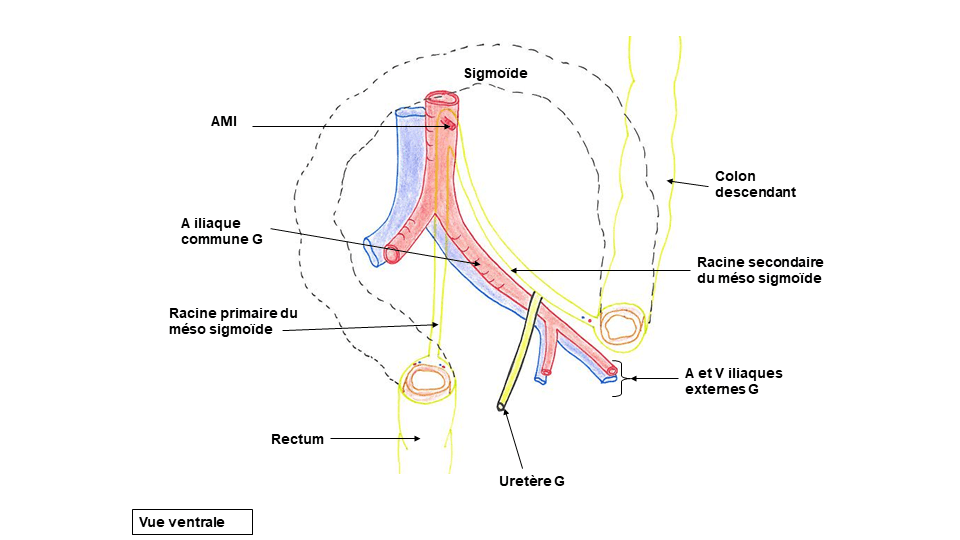 Sigmoïde
AMI
Colon
descendant
A iliaque
commune G
Racine secondaire
du méso sigmoïde
Racine primaire du
méso sigmoïde
A et V iliaques
externes G
Rectum
Uretère G
Vue ventrale